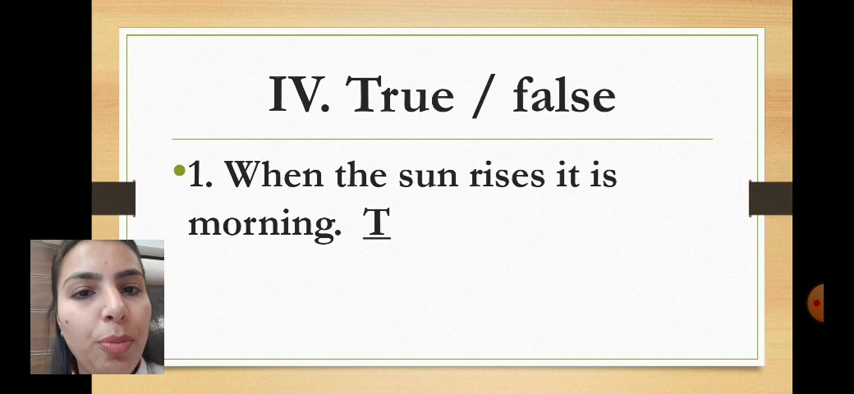 IV. True / false
•1. When the sun rises it is
morning. T